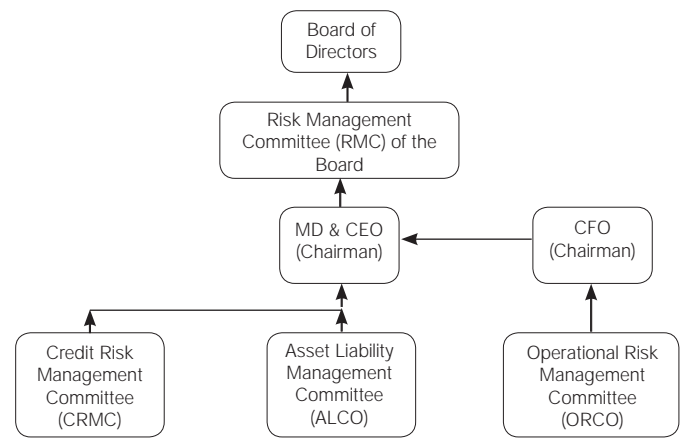 Board of
Directors
Risk Management
Committee (RMC) of the
Board
MD & CEO
(Chairman)
CFO
(Chairman)
Credit Risk
Management
Committee
(CRMC)
Asset Liability
Management
Committee
(ALCO)
Operational Risk
Management
Committee
(ORCO)